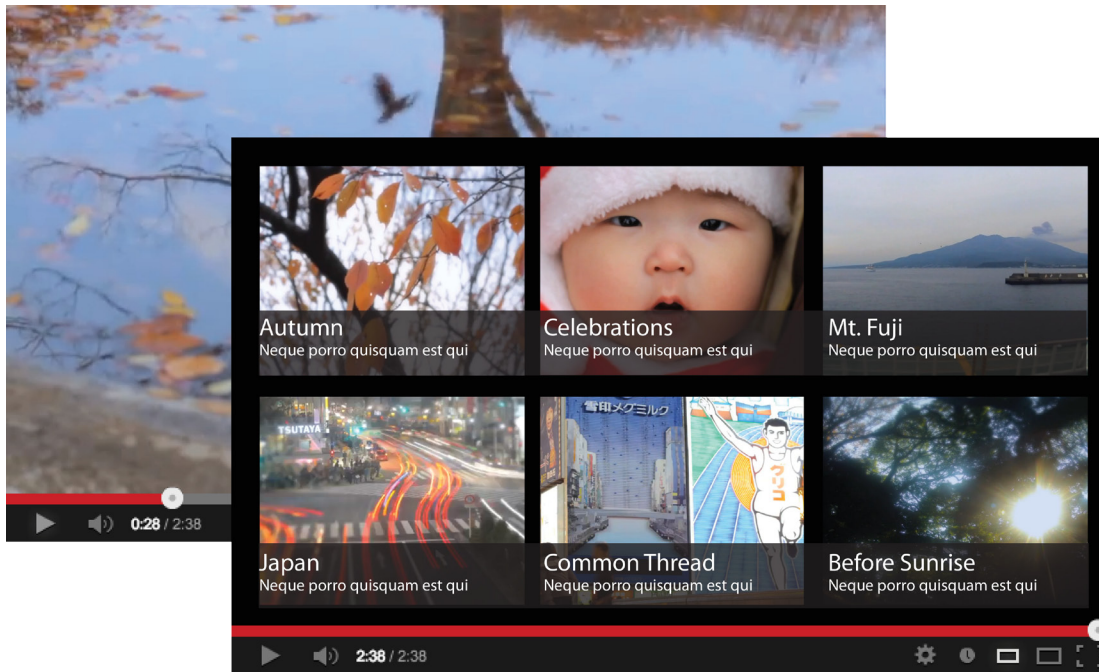 0:28 / 2:38
Autumn
Neque porro quisquam est qui
Celebrations
Neque porro quisquam est qui
Mt. Fuji
Neque porro quisquam est qui
TSUTAYA
雪印メグミルク
グリコ
Japan
Neque porro quisquam est qui
Common Thread
Neque porro quisquam est qui
Before Sunrise
Neque porro quisquam est qui
2:38 / 2:38